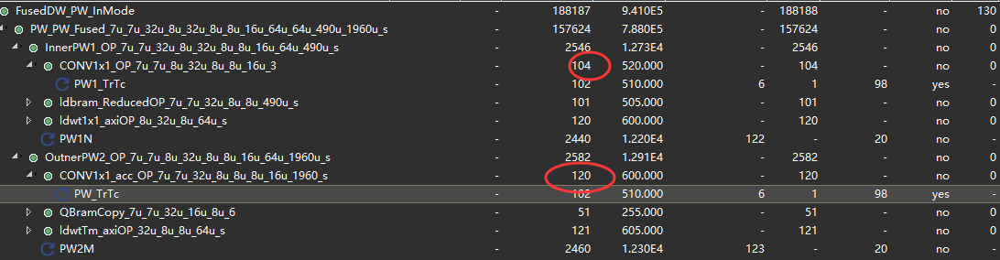 FusedDW_PW_InMode - 188187 9.410E5 - 188188 - no 130
PW_PW_Fused_7u_7u_32u_8u_32u_8u_8u_16u_64u_64u_490u_1960u_s - 157624 7.880E5 - 157624 - no 0
InnerPW1_OP_7u_7u_8u_32u_8u_32u_8u_8u_16u_64u_490u_s - 2546 1.273E4 - 2546 - no 0
CONV1x1_OP_7u_7u_8u_32u_8u_8u_16u_3 - 104 520.000 - 104 - no 0
PW1_TrTc - 102 510.000 6 1 98 yes -
ldbram_ReducedOP_7u_7u_32u_8u_8u_490u_s - 101 505.000 - 101 - no 0
ldwt1x1_axiOP_8u_32u_8u_64u_s - 120 600.000 - 120 - no 0
PW1N - 2440 1.220E4 122 - 20 no -
OutnerPW2_OP_7u_7u_8u_32u_8u_8u_16u_64u_1960u_s - 2582 1.291E4 - 2582 - no 0
CONV1x1_acc_OP_7u_7u_32u_8u_8u_8u_16u_1960_s - 120 600.000 - 120 - no 0
PW_TrTc - 102 510.000 6 1 98 yes -
QBramCopy_7u_7u_32u_16u_8u_6 - 51 255.000 - 51 - no 0
ldwtTm_axiOP_32u_8u_8u_64u_s - 121 605.000 - 121 - no 0
PW2M - 2460 1.230E4 123 - 20 no -